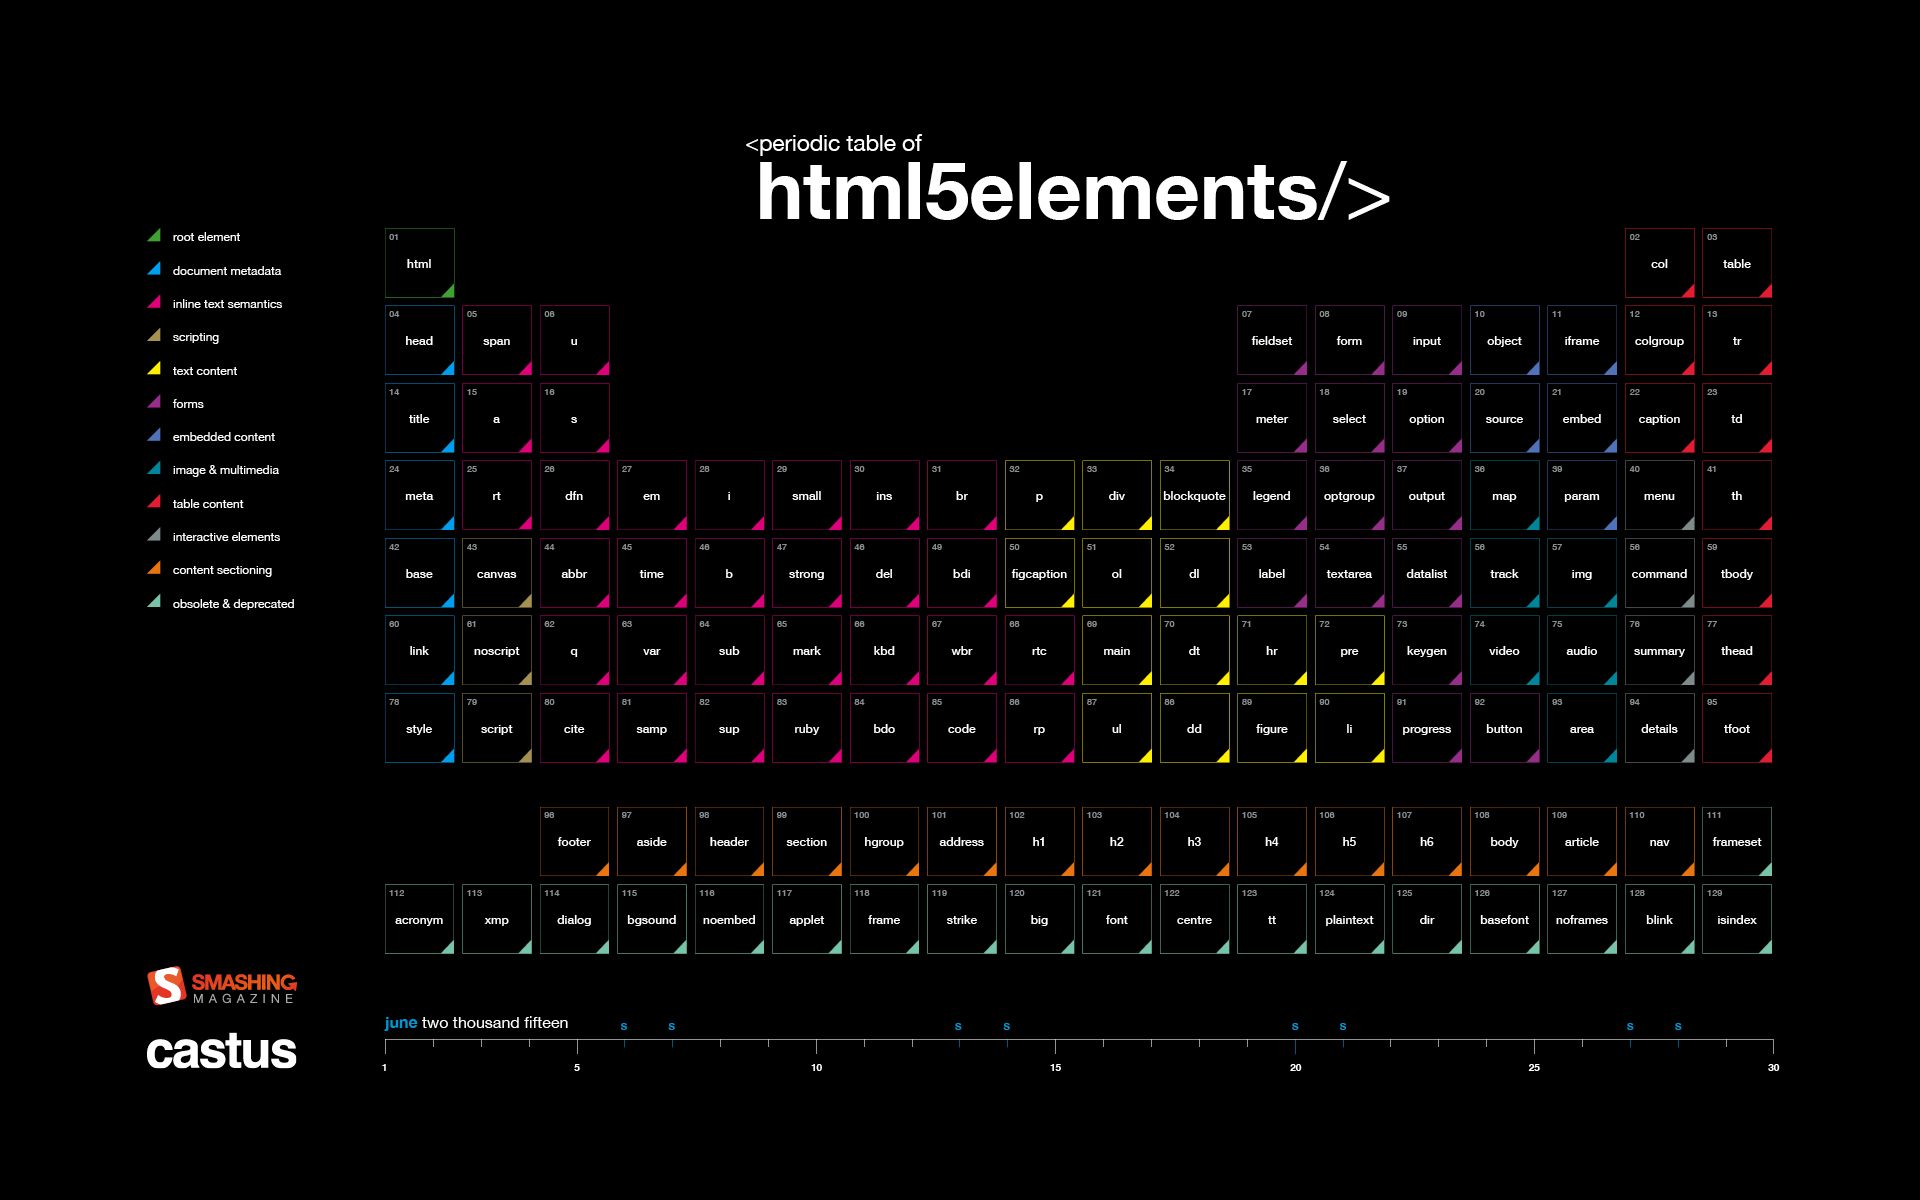 <periodic table of
html5elements/>
root element
document metadata
inline text semantics
scripting
text content
forms
embedded content
image & multimedia
table content
interactive elements
content sectioning
obsolete & deprecated
01 html 02 col 03 table
04 head 05 span 06 u 07 fieldset 08 form 09 input 10 object 11 iframe 12 colgroup 13 tr
14 title 15 a 16 s 17 meter 18 select 19 option 20 source 21 embed 22 caption 23 td
24 meta 25 rt 26 dfn 27 em 28 i 29 small 30 ins 31 br 32 p 33 div 34 blockquote 35 legend 36 optgroup 37 output 38 map 39 param 40 menu 41 th
42 base 43 canvas 44 abbr 45 time 46 b 47 strong 48 del 49 bdi 50 figcaption 51 ol 52 dl 53 label 54 textarea 55 datalist 56 track 57 img 58 command 59 tbody
60 link 61 noscript 62 q 63 var 64 sub 65 mark 66 kbd 67 wbr 68 rtc 69 main 70 dt 71 hr 72 pre 73 keygen 74 video 75 audio 76 summary 77 thead
78 style 79 script 80 cite 81 samp 82 sup 83 ruby 84 bdo 85 code 86 rp 87 ul 88 dd 89 figure 90 li 91 progress 92 button 93 area 94 details 95 tfoot
96 footer 97 aside 98 header 99 section 100 hgroup 101 address 102 h1 103 h2 104 h3 105 h4 106 h5 107 h6 108 body 109 article 110 nav 111 frameset
112 acronym 113 xmp 114 dialog 115 bgsound 116 noembed 117 applet 118 frame 119 strike 120 big 121 font 122 centre 123 tt 124 plaintext 125 dir 126 basefont 127 noframes 128 blink 129 isindex
S SMASHING
MAGAZINE
castus
june two thousand fifteen
s s s s s s s s
1 5 10 15 20 25 30